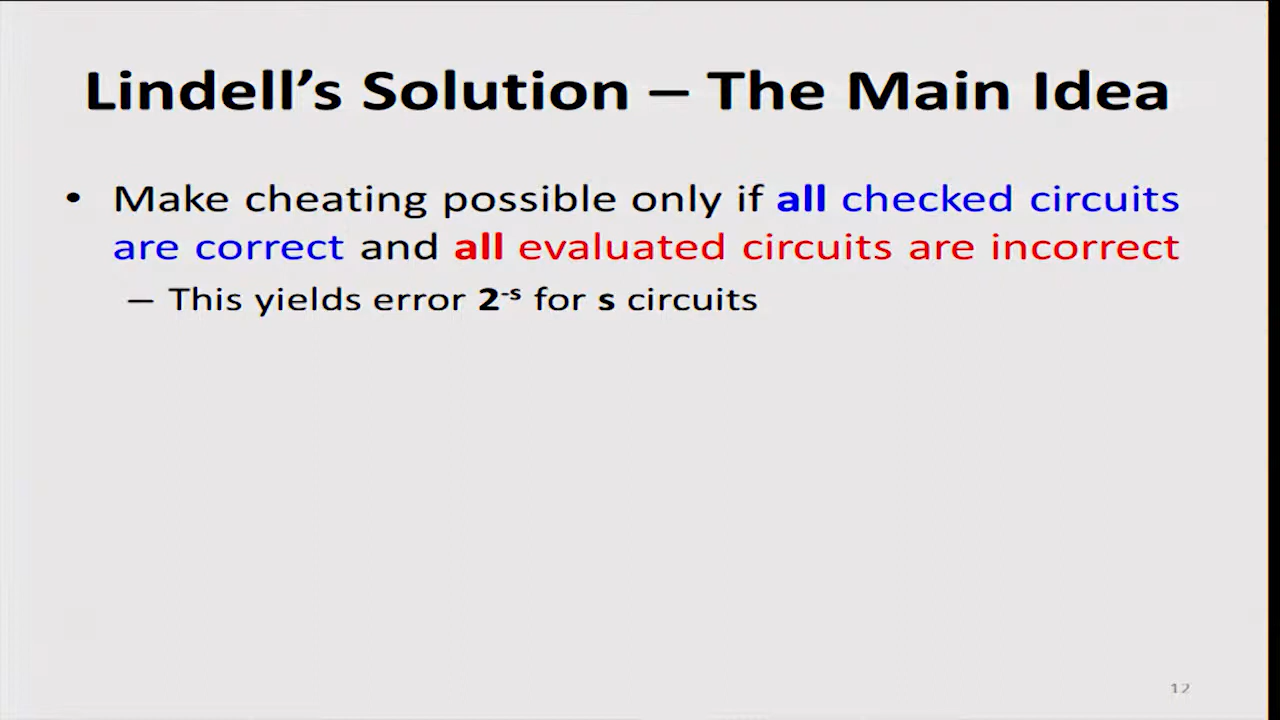 Lindell's Solution – The Main Idea
• Make cheating possible only if all checked circuits
are correct and all evaluated circuits are incorrect
– This yields error 2-s for s circuits
12